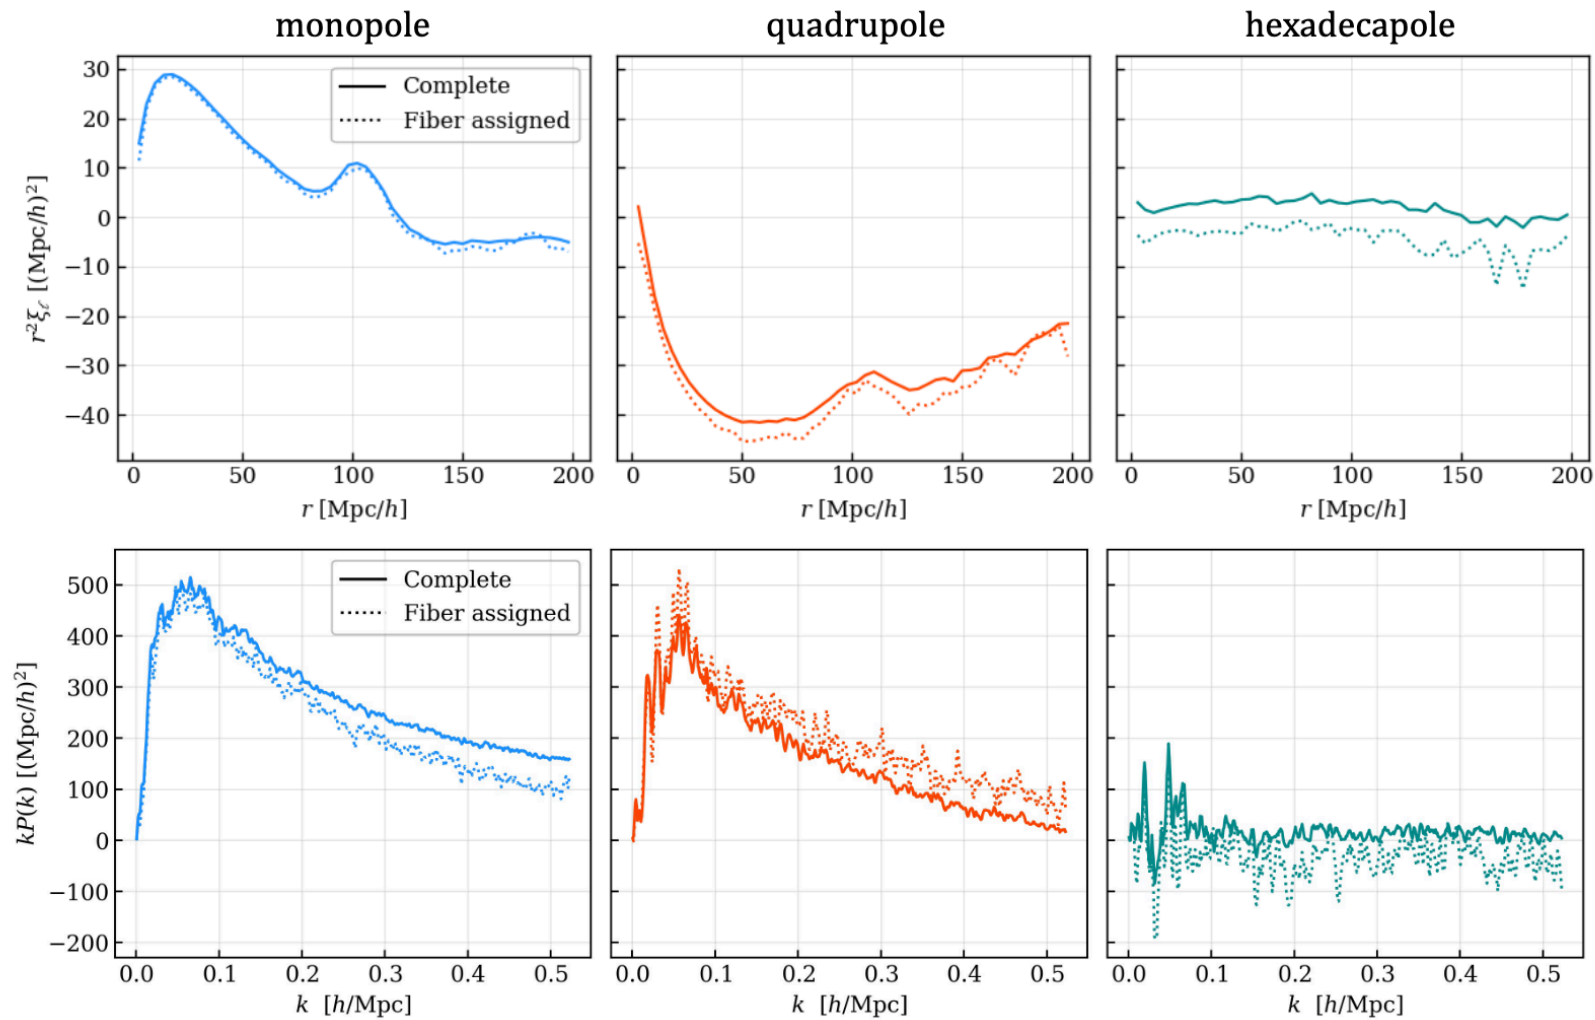 monopole quadrupole hexadecapole
30
20
10
0
−10
−20
−30
−40
r²ξℓ [(Mpc/h)²]
Complete
Fiber assigned
0 50 100 150 200
r [Mpc/h]
0 50 100 150 200
r [Mpc/h]
0 50 100 150 200
r [Mpc/h]
500
400
300
200
100
0
−100
−200
kP(k) [(Mpc/h)²]
Complete
Fiber assigned
0.0 0.1 0.2 0.3 0.4 0.5
k [h/Mpc]
0.0 0.1 0.2 0.3 0.4 0.5
k [h/Mpc]
0.0 0.1 0.2 0.3 0.4 0.5
k [h/Mpc]